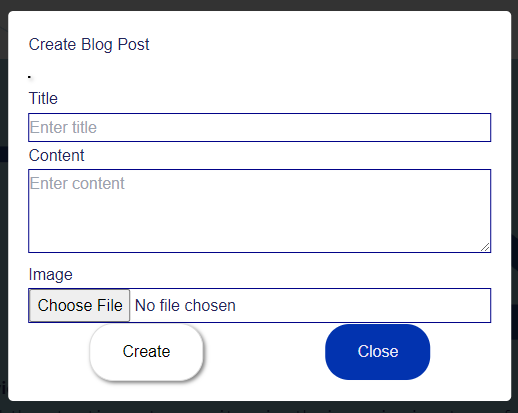 Create Blog Post
Title
Enter title
Content
Enter content
Image
Choose File No file chosen
Create Close